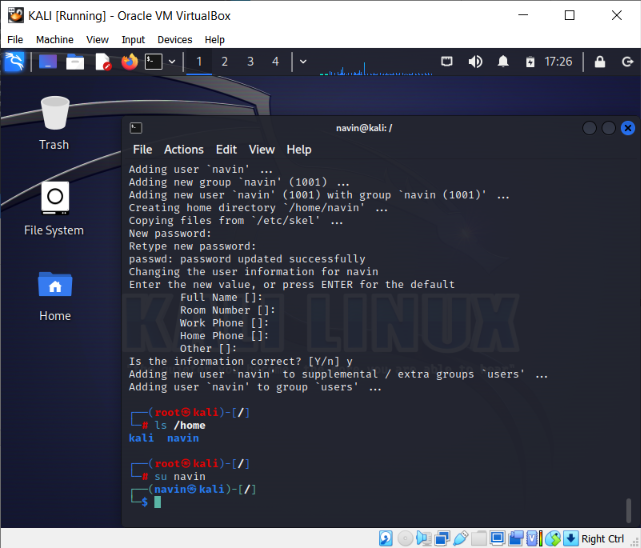 KALI [Running] - Oracle VM VirtualBox
File Machine View Input Devices Help
1 2 3 4 17:26
Trash
File System
Home
navin@kali: /
File Actions Edit View Help
Adding user `navin' ...
Adding new group `navin' (1001) ...
Adding new user `navin' (1001) with group `navin (1001)' ...
Creating home directory `/home/navin' ...
Copying files from `/etc/skel' ...
New password:
Retype new password:
passwd: password updated successfully
Changing the user information for navin
Enter the new value, or press ENTER for the default
Full Name []:
Room Number []:
Work Phone []:
Home Phone []:
Other []:
Is the information correct? [Y/n] y
Adding new user `navin' to supplemental / extra groups `users' ...
Adding user `navin' to group `users' ...
┌──(root㉿kali)-[/]
└─# ls /home
kali navin
┌──(root㉿kali)-[/]
└─# su navin
┌──(navin㉿kali)-[/]
└─$
KALI LINUX
Right Ctrl